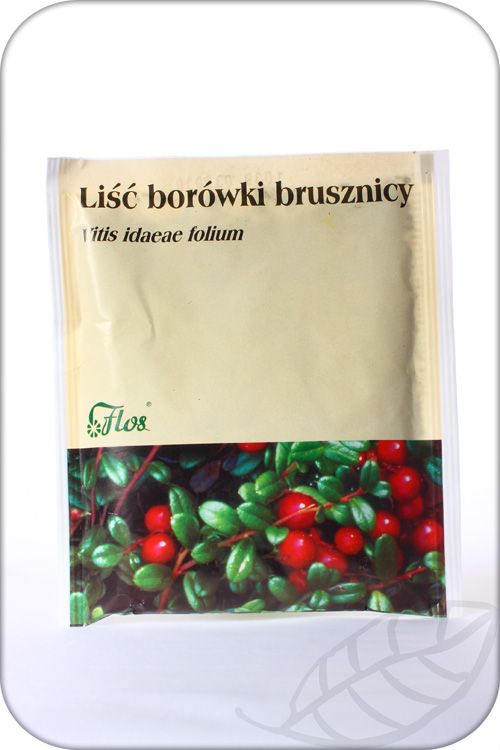 Liść borówki brusznicy
Vitis idaeae folium
Flos®